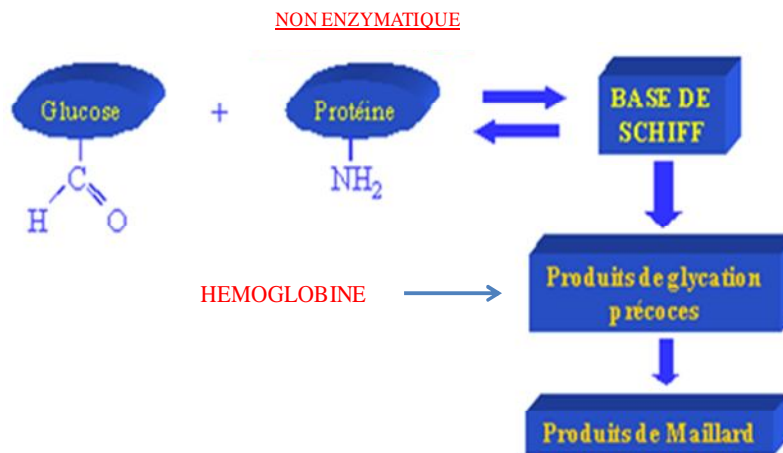 NON ENZYMATIQUE
Glucose
+
Protéine
BASE DE
SCHIFF
C
H
O
NH2
HEMOGLOBINE
Produits de glycation
précoces
Produits de Maillard